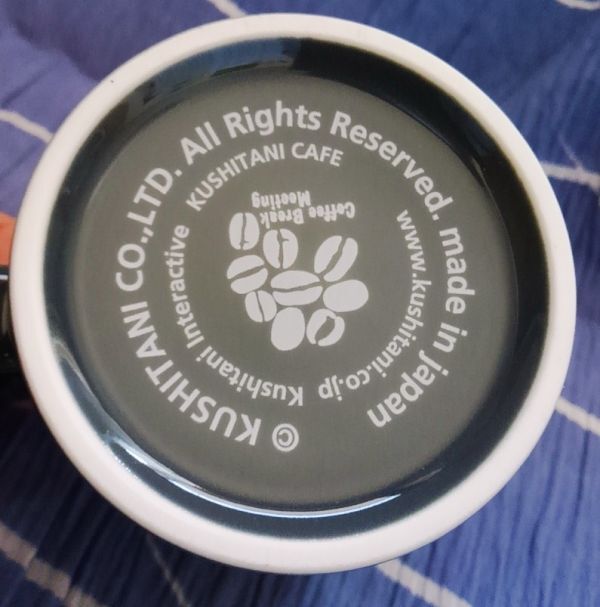 © KUSHITANI CO.,LTD. All Rights Reserved. made in japan
Kushitani Interactive
KUSHITANI CAFE
www.kushitani.co.jp
Coffee Break
Meeting